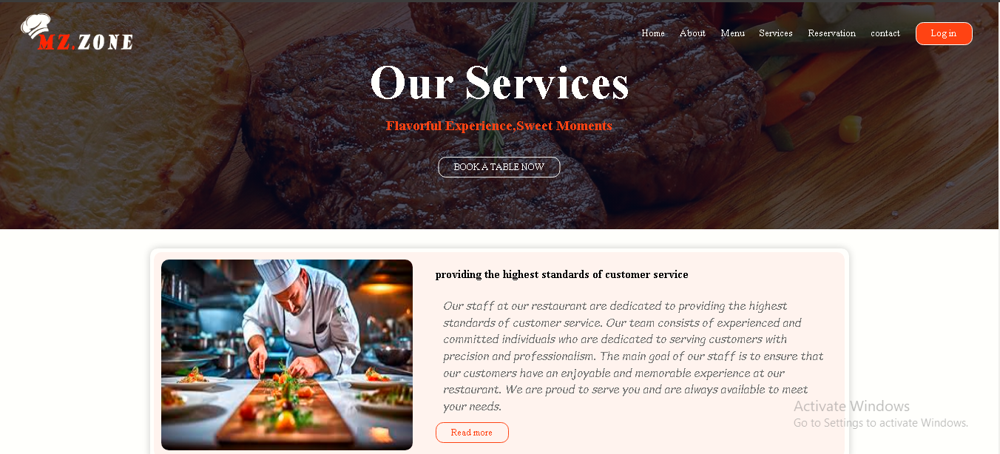 MZ.ZONE
Home About Menu Services Reservation contact Log in
Our Services
Flavorful Experience,Sweet Moments
BOOK A TABLE NOW
providing the highest standards of customer service
Our staff at our restaurant are dedicated to providing the highest
standards of customer service. Our team consists of experienced and
committed individuals who are dedicated to serving customers with
precision and professionalism. The main goal of our staff is to ensure that
our customers have an enjoyable and memorable experience at our
restaurant. We are proud to serve you and are always available to meet
your needs.
Read more
Activate Windows
Go to Settings to activate Windows.